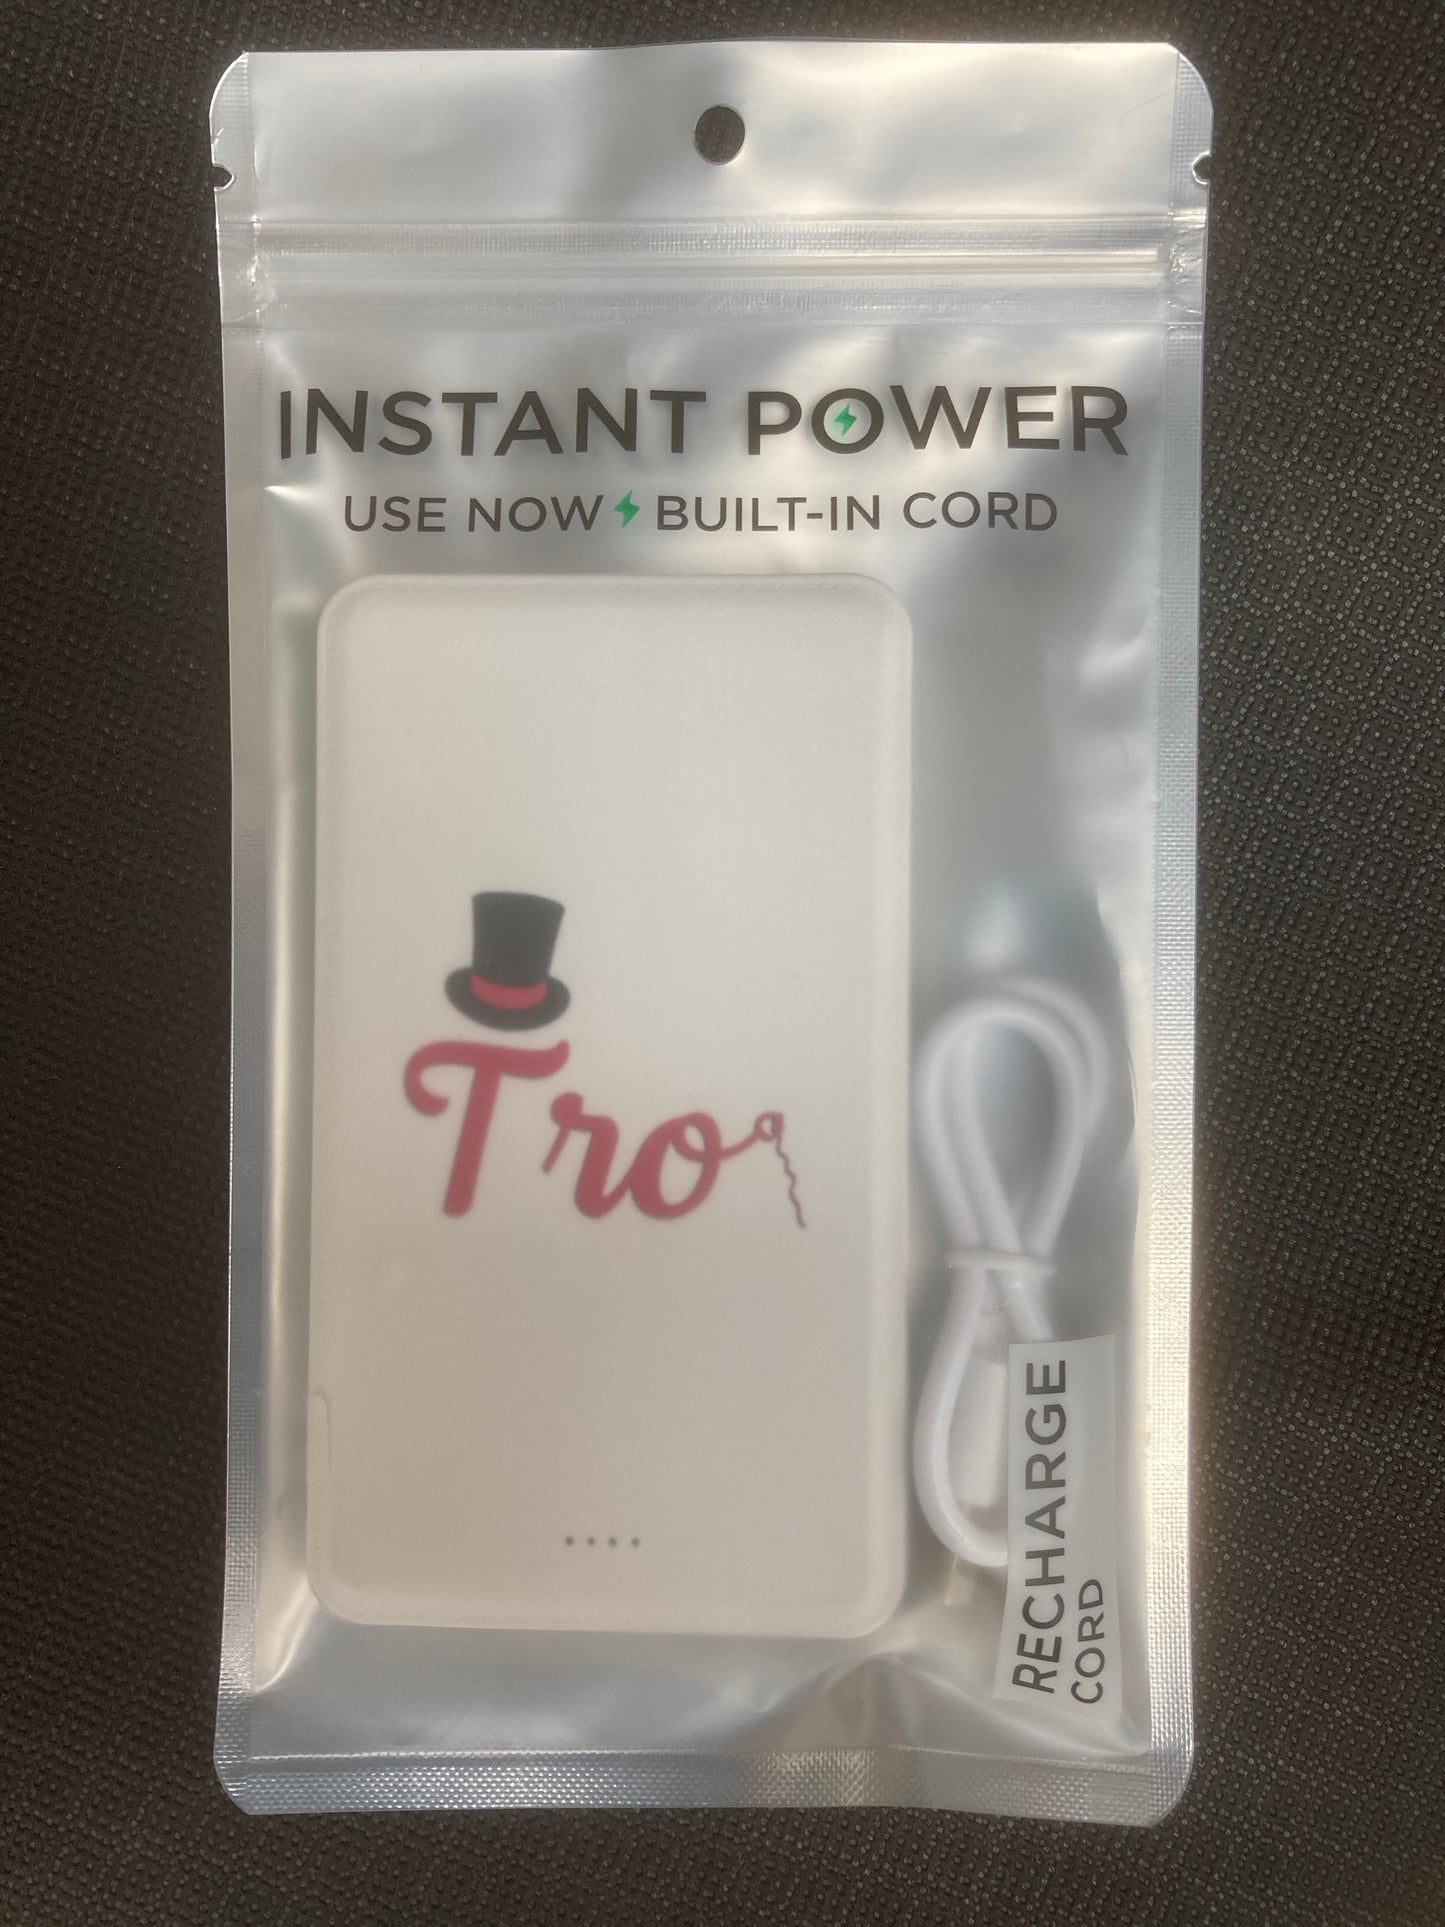 INSTANT POWER
USE NOW BUILT-IN CORD
Tro
RECHARGE
CORD